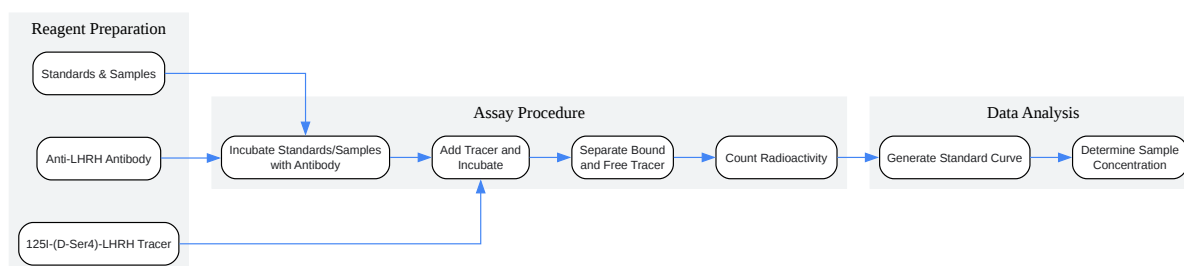 Reagent Preparation
Standards & Samples
Anti-LHRH Antibody
125I-(D-Ser4)-LHRH Tracer
Assay Procedure
Incubate Standards/Samples
with Antibody
Add Tracer and
Incubate
Separate Bound
and Free Tracer
Count Radioactivity
Data Analysis
Generate Standard Curve
Determine Sample
Concentration